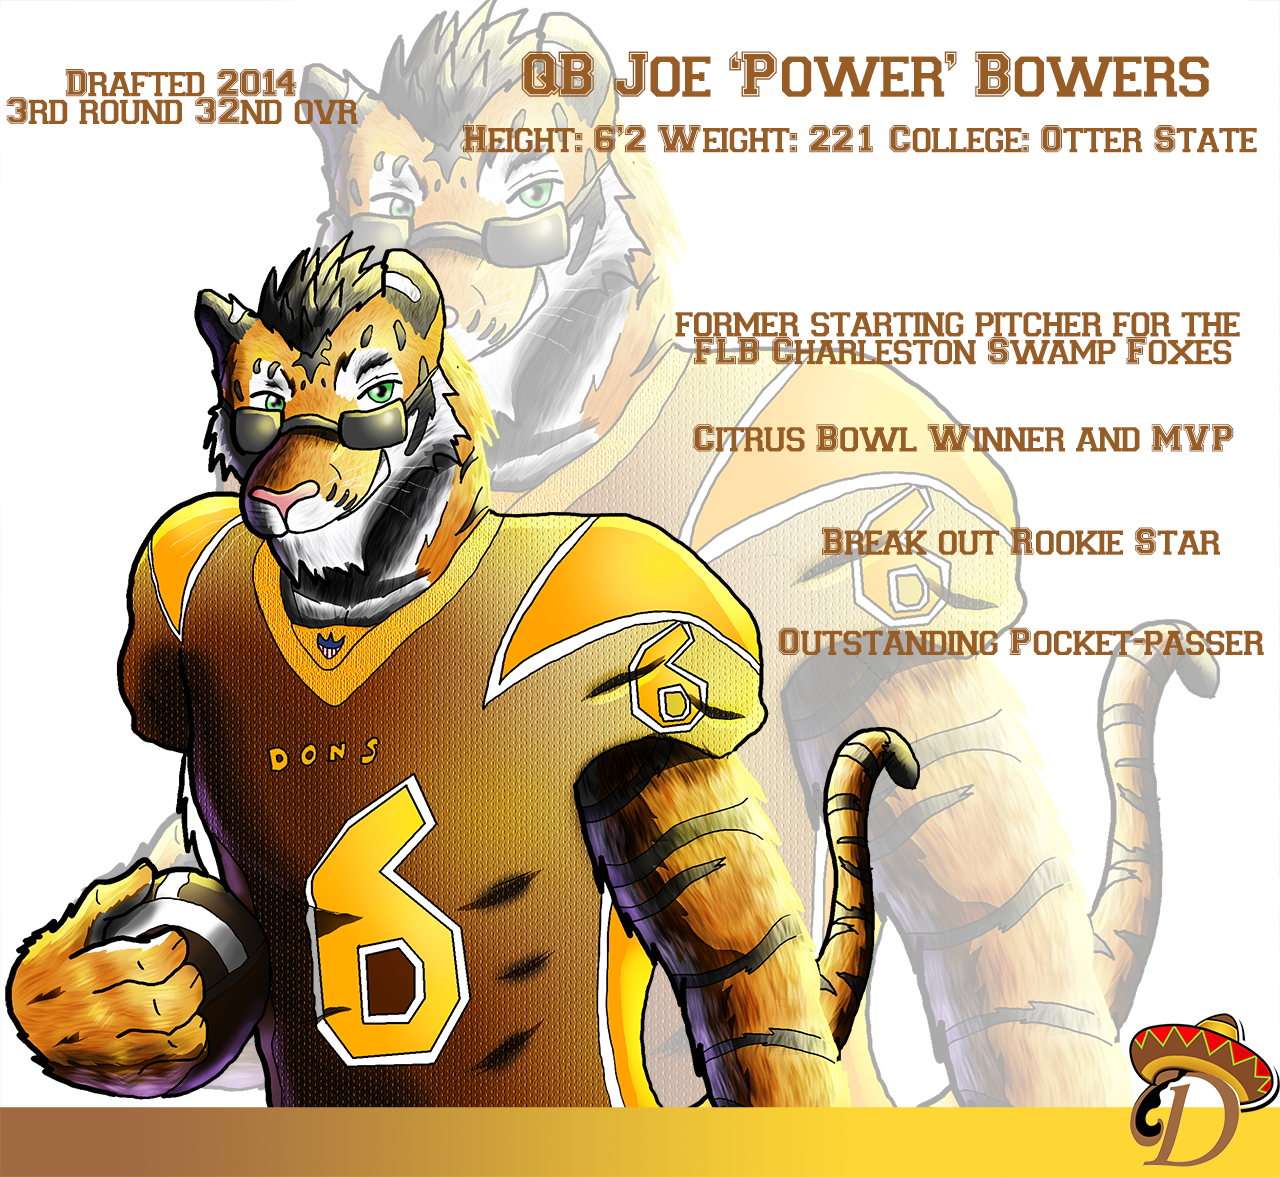 Drafted 2014
3rd round 32nd ovr
QB Joe ‘Power’ Bowers
Height: 6’2 Weight: 221 College: Otter State
former starting pitcher for the
FLB Charleston Swamp Foxes
Citrus Bowl Winner and MVP
Break out Rookie Star
Outstanding Pocket-passer
6
DONS
6
6
D